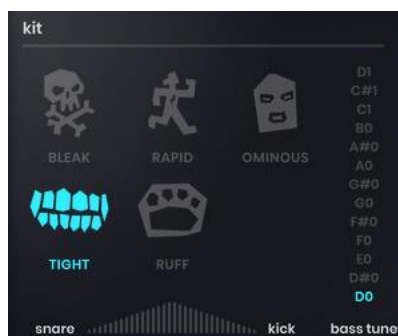 kit
BLEAK RAPID OMINOUS
TIGHT RUFF
D1
C#1
C1
B0
A#0
A0
G#0
G0
F#0
F0
E0
D#0
D0
snare kick bass tune